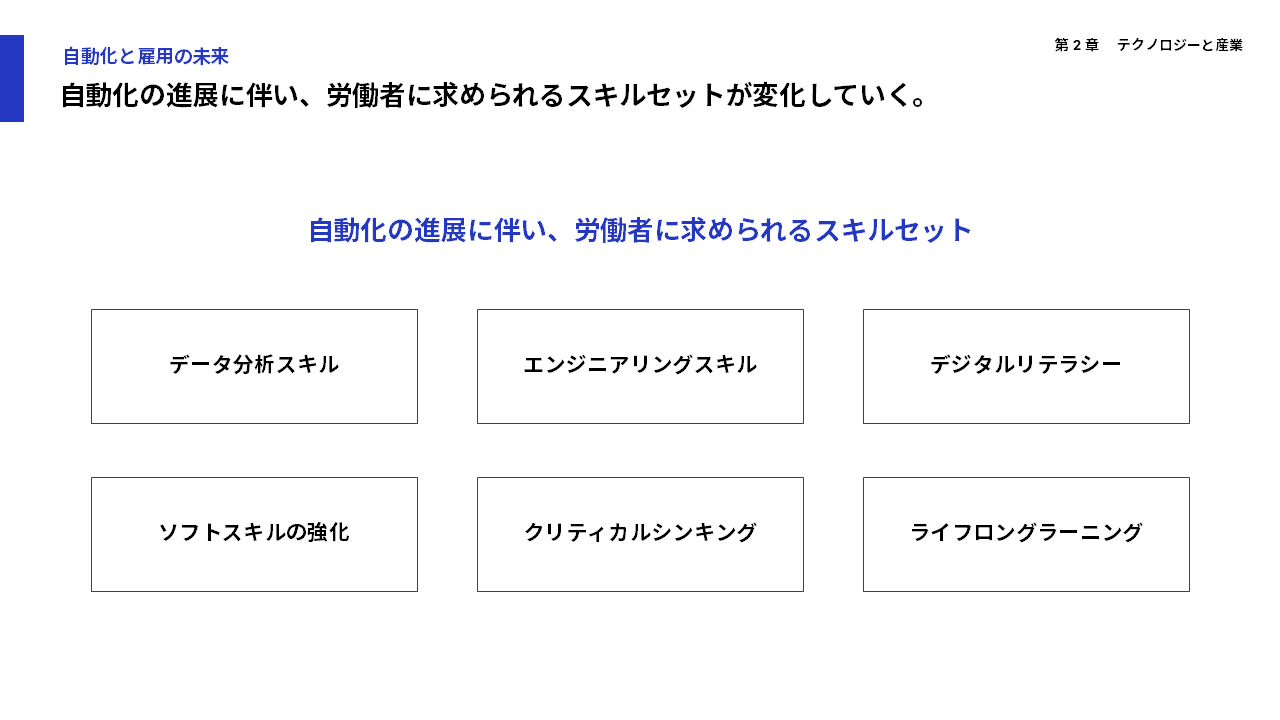 自動化と雇用の未来
第 2 章 テクノロジーと産業
自動化の進展に伴い、労働者に求められるスキルセットが変化していく。
自動化の進展に伴い、労働者に求められるスキルセット
データ分析スキル
エンジニアリングスキル
デジタルリテラシー
ソフトスキルの強化
クリティカルシンキング
ライフロングラーニング